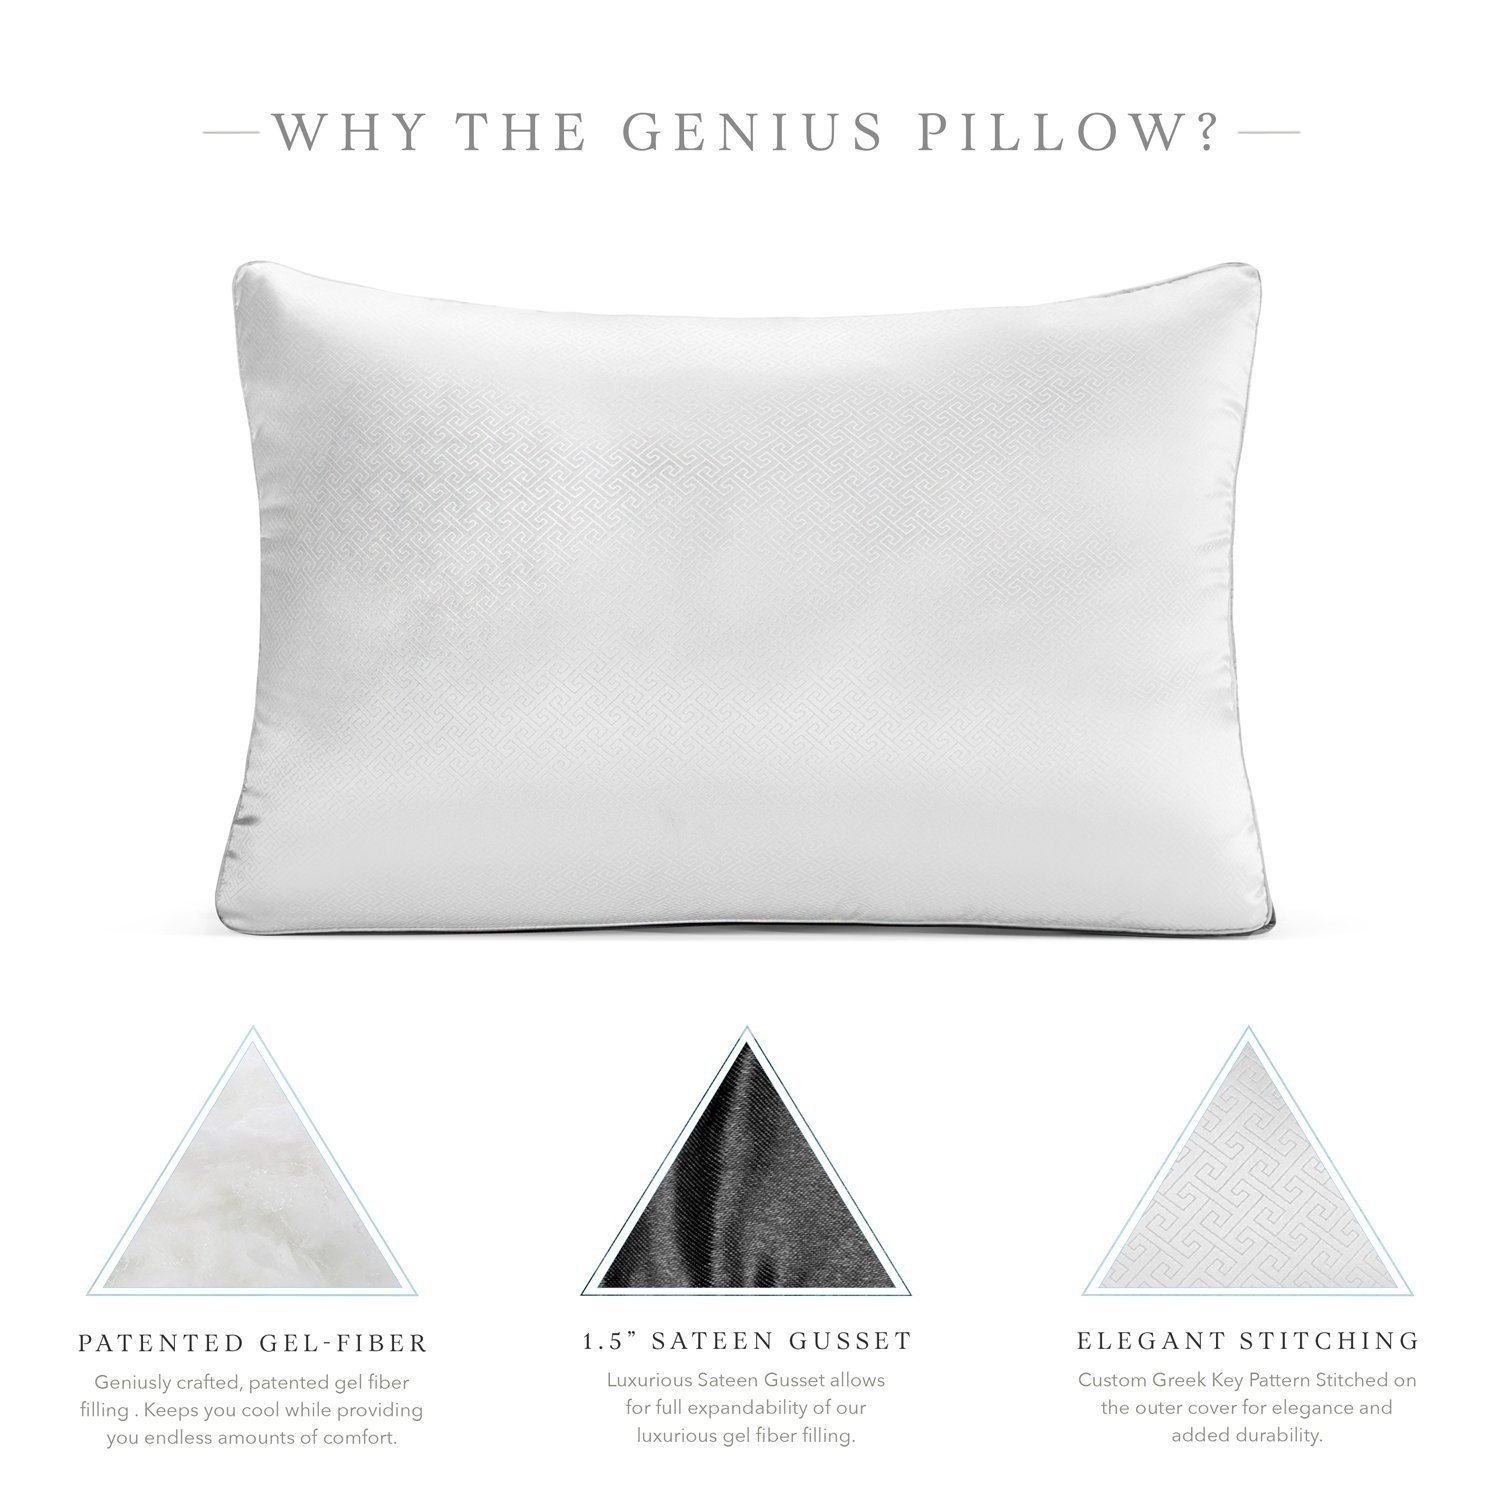 WHY THE GENIUS PILLOW?
PATENTED GEL-FIBER
Geniusly crafted, patented gel fiber
filling . Keeps you cool while providing
you endless amounts of comfort.
1.5” SATEEN GUSSET
Luxurious Sateen Gusset allows
for full expandability of our
luxurious gel fiber filling.
ELEGANT STITCHING
Custom Greek Key Pattern Stitched on
the outer cover for elegance and
added durability.